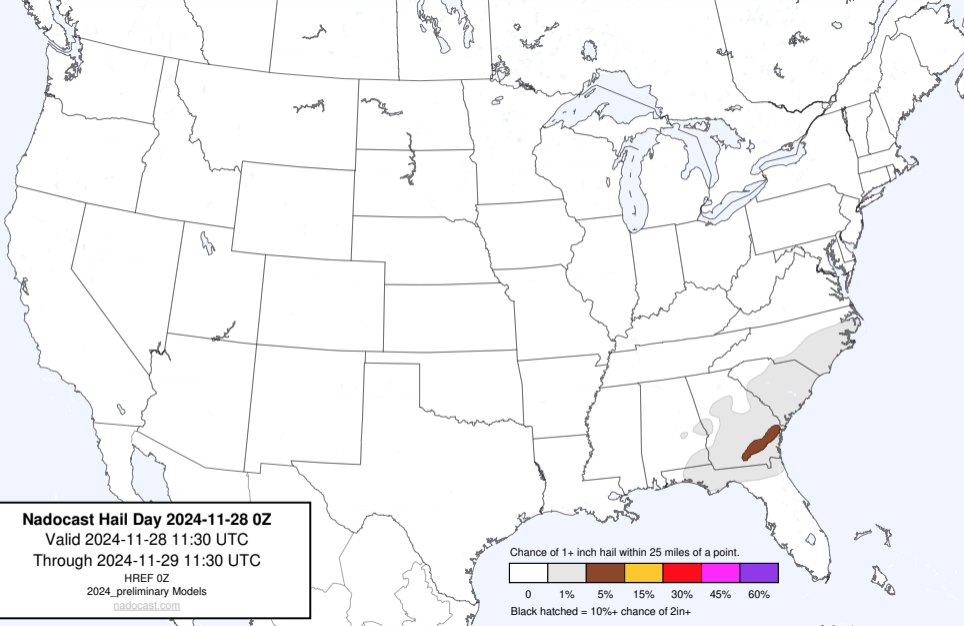 Nadocast Hail Day 2024-11-28 0Z
Valid 2024-11-28 11:30 UTC
Through 2024-11-29 11:30 UTC
HREF 0Z
2024_preliminary Models
nadocast.com
Chance of 1+ inch hail within 25 miles of a point.
0 1% 5% 15% 30% 45% 60%
Black hatched = 10%+ chance of 2in+